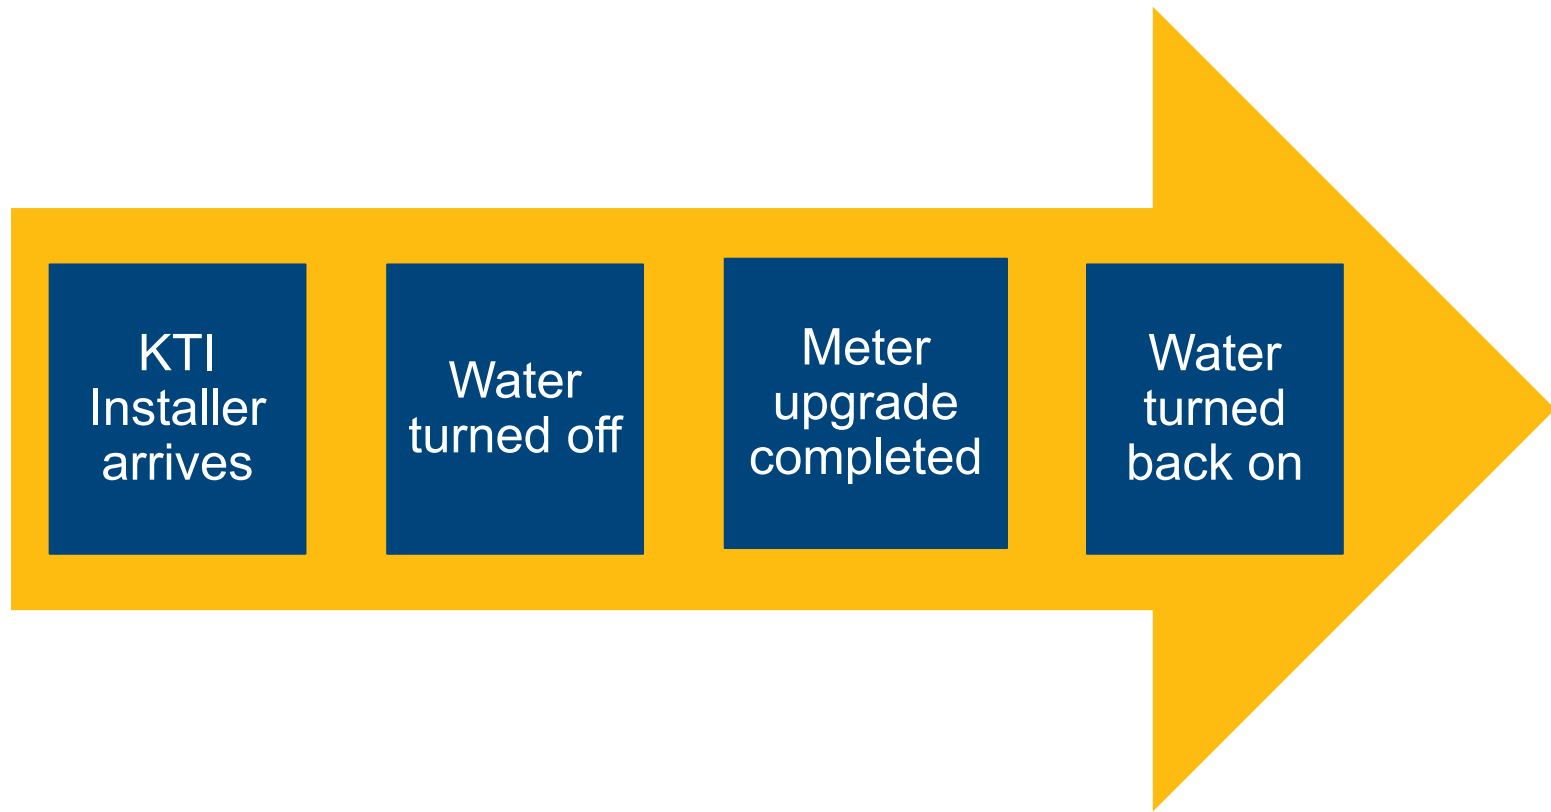 KTI
Installer
arrives
Water
turned off
Meter
upgrade
completed
Water
turned
back on